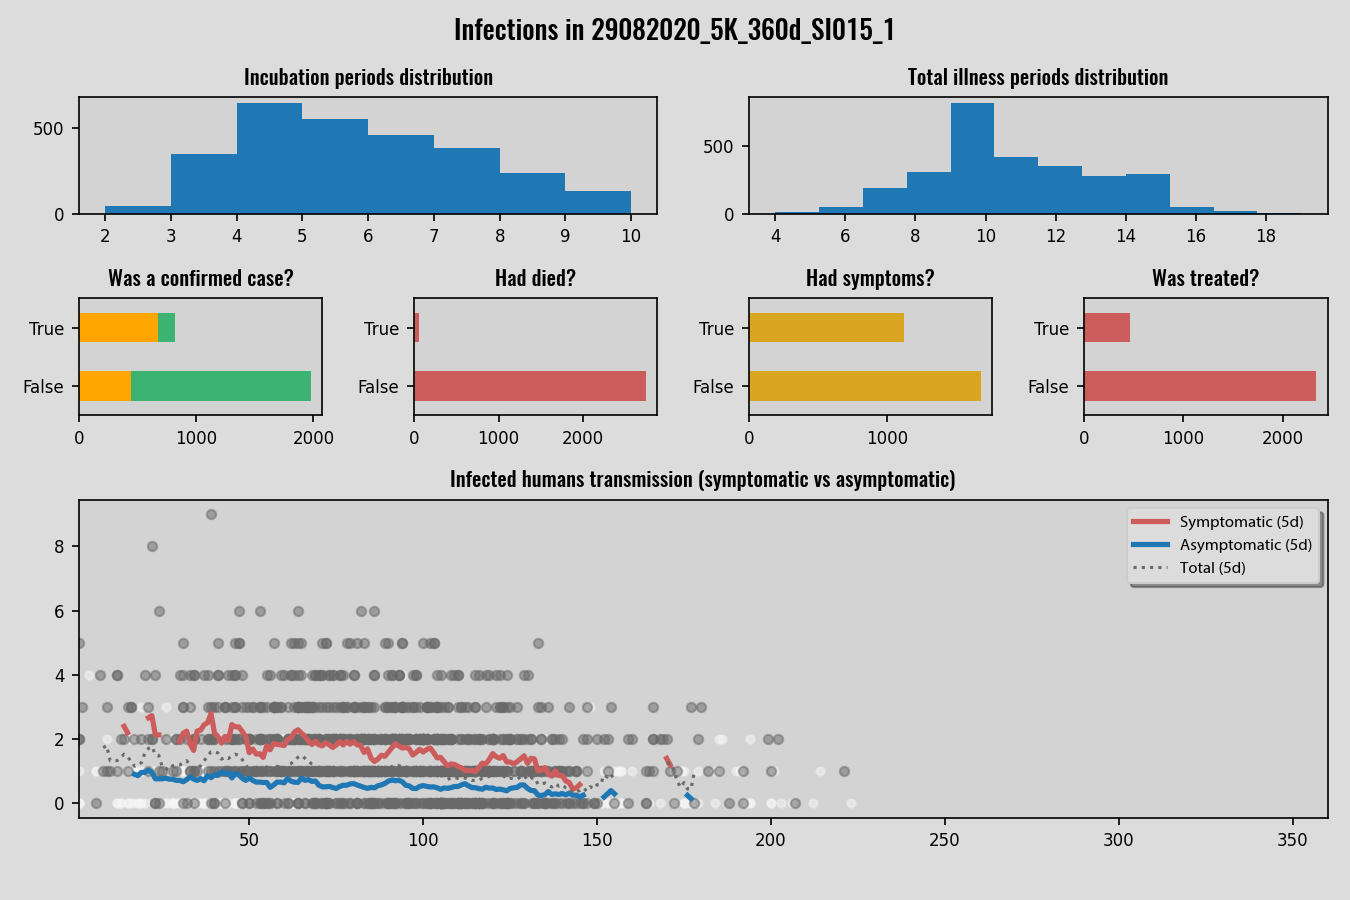 Infections in 29082020_5K_360d_SI015_1
Incubation periods distribution
Total illness periods distribution
500
0
2 3 4 5 6 7 8 9 10
500
0
4 6 8 10 12 14 16 18
Was a confirmed case?
Had died?
Had symptoms?
Was treated?
True
False
0 1000 2000
True
False
0 1000 2000
True
False
0 1000
True
False
0 1000 2000
Infected humans transmission (symptomatic vs asymptomatic)
Symptomatic (5d)
Asymptomatic (5d)
Total (5d)
8
6
4
2
0
50 100 150 200 250 300 350